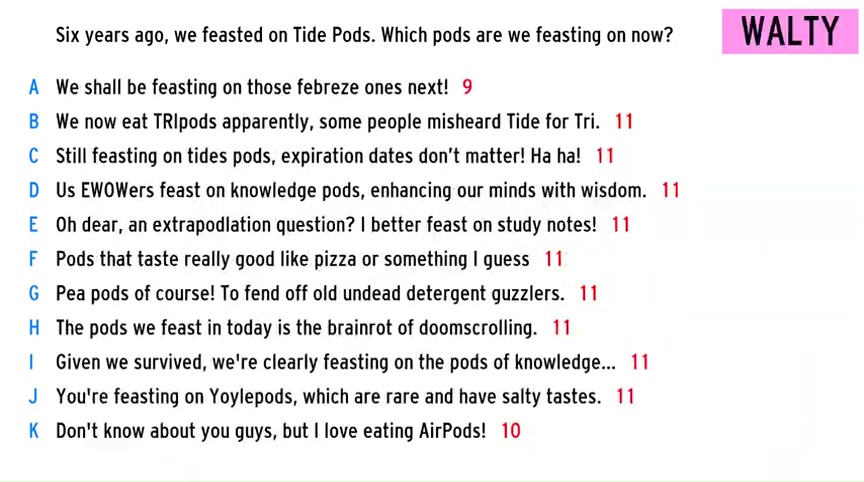 Six years ago, we feasted on Tide Pods. Which pods are we feasting on now?
WALTY
A We shall be feasting on those febreze ones next! 9
B We now eat TRIpods apparently, some people misheard Tide for Tri. 11
C Still feasting on tides pods, expiration dates don't matter! Ha ha! 11
D Us EWOWers feast on knowledge pods, enhancing our minds with wisdom. 11
E Oh dear, an extrapodlation question? I better feast on study notes! 11
F Pods that taste really good like pizza or something I guess 11
G Pea pods of course! To fend off old undead detergent guzzlers. 11
H The pods we feast in today is the brainrot of doomscrolling. 11
I Given we survived, we're clearly feasting on the pods of knowledge... 11
J You're feasting on Yoylepods, which are rare and have salty tastes. 11
K Don't know about you guys, but I love eating AirPods! 10